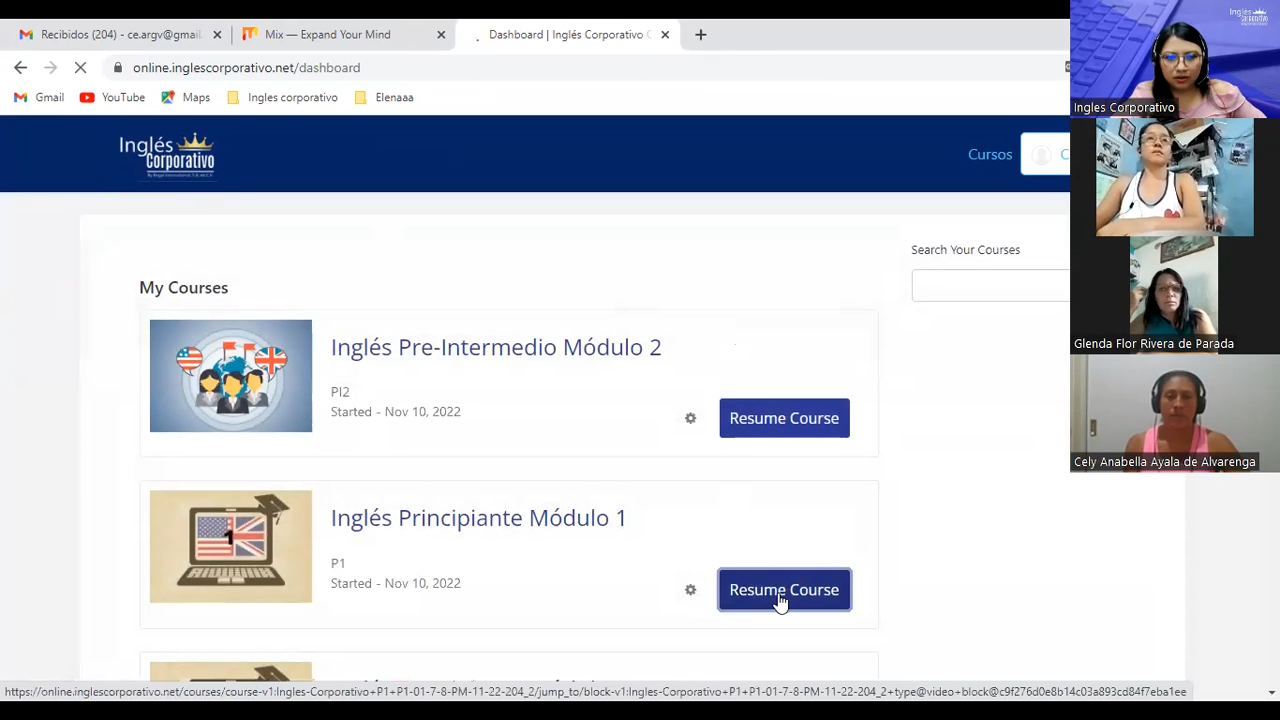 Recibidos (204) - ce.argv@gmail.
Mix — Expand Your Mind
Dashboard | Inglés Corporativo C
online.inglescorporativo.net/dashboard
Gmail
YouTube
Maps
Ingles corporativo
Elenaaa
Inglés
Corporativo
Cursos
C
My Courses
Search Your Courses
Inglés Pre-Intermedio Módulo 2
PI2
Started - Nov 10, 2022
Resume Course
1
Inglés Principiante Módulo 1
P1
Started - Nov 10, 2022
Resume Course
https://online.inglescorporativo.net/courses/course-v1:Ingles-Corporativo+P1+P1-01-7-8-PM-11-22-204_2/jump_to/block-v1:Ingles-Corporativo+P1+P1-01-7-8-PM-11-22-204_2+type@video+block@c9f276d0e8b14c03a893cd84f7eba1ee
Inglés
Corporativo
Ingles Corporativo
Glenda Flor Rivera de Parada
Cely Anabella Ayala de Alvarenga